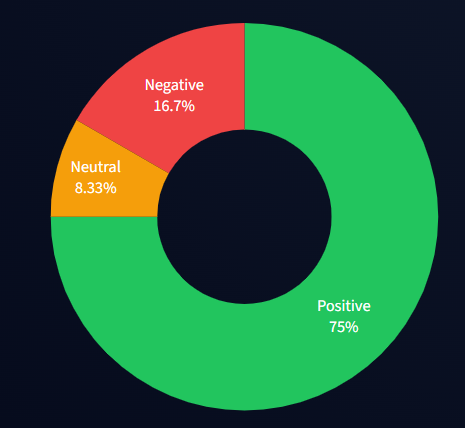 Negative
16.7%
Neutral
8.33%
Positive
75%